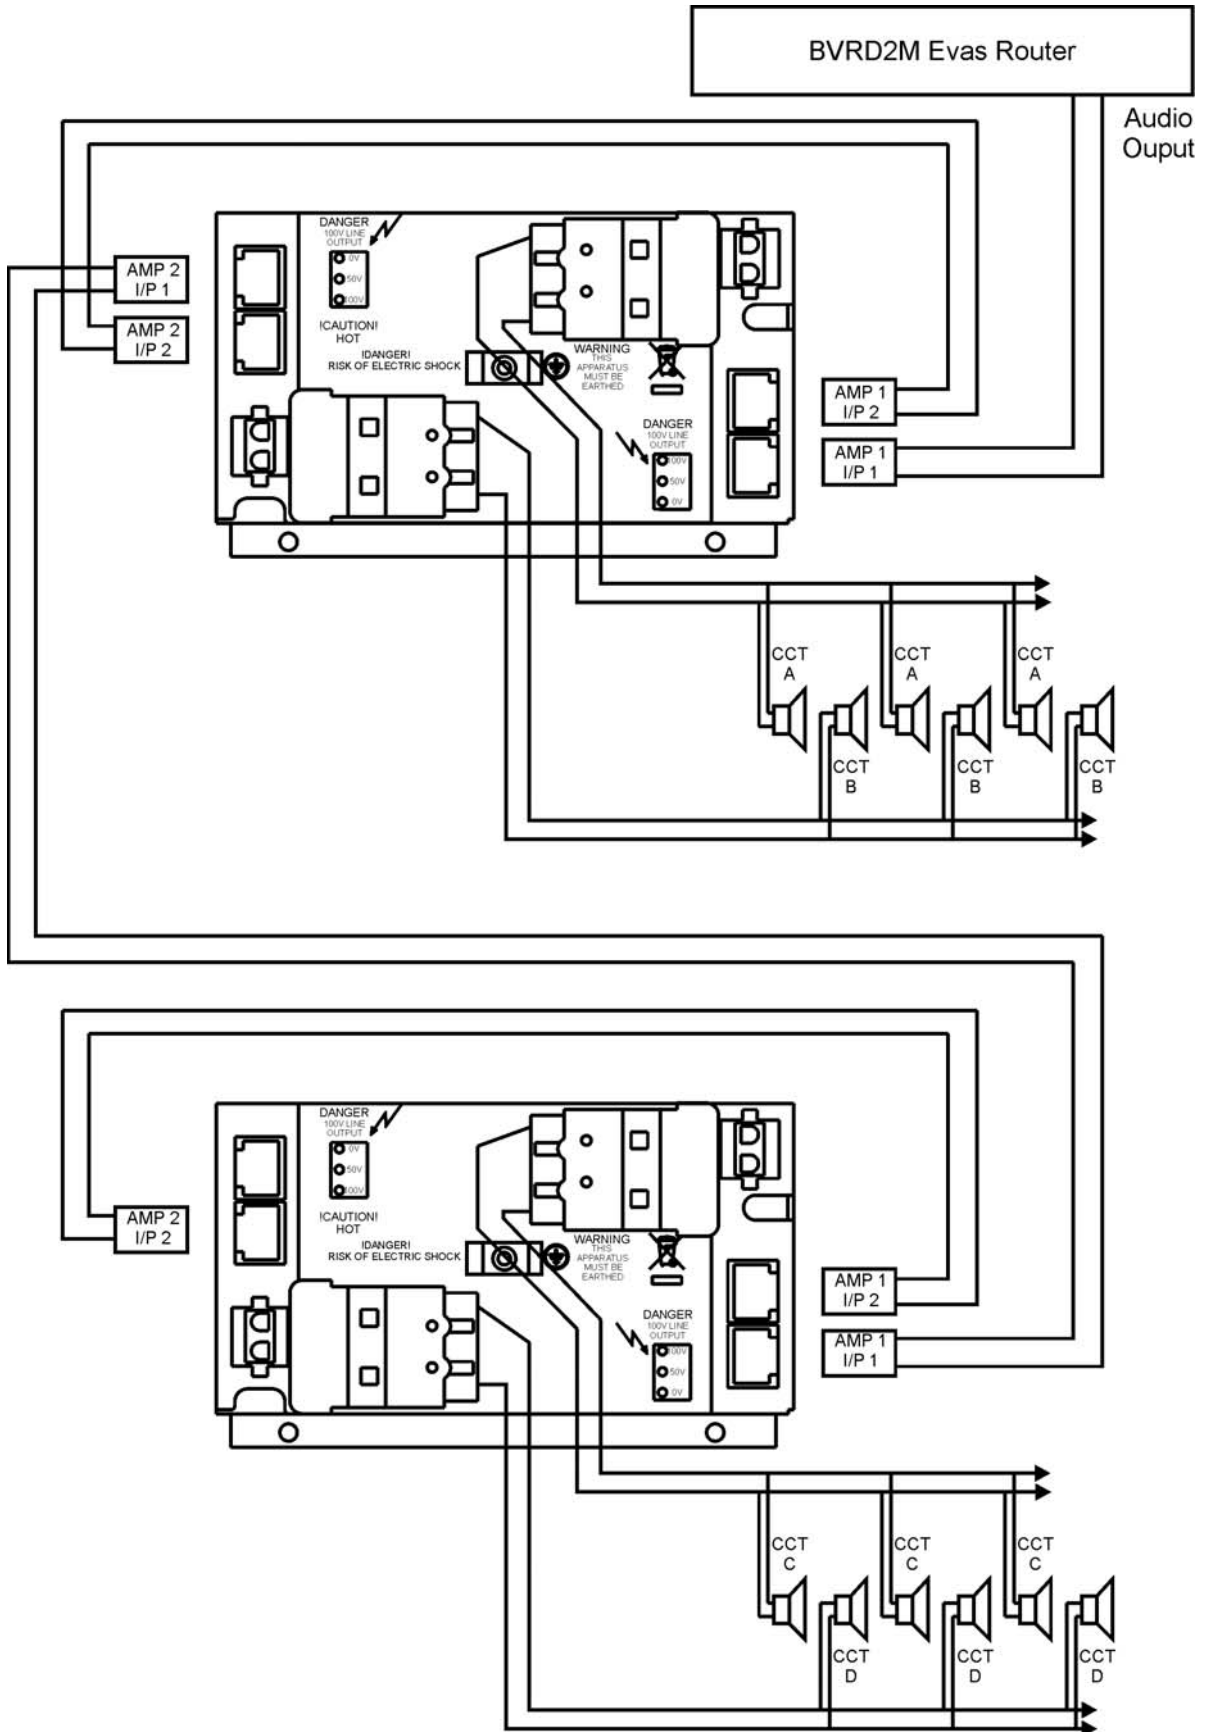 BVRD2M Evas Router
Audio
Ouput
DANGER
100V LINE
OUTPUT
0V
50V
100V
!CAUTION!
HOT
!DANGER!
RISK OF ELECTRIC SHOCK
WARNING
THIS
APPARATUS
MUST BE
EARTHED
DANGER
100V LINE
OUTPUT
100V
50V
0V
AMP 2
I/P 1
AMP 2
I/P 2
AMP 1
I/P 2
AMP 1
I/P 1
CCT
A
CCT
A
CCT
A
CCT
B
CCT
B
CCT
B
DANGER
100V LINE
OUTPUT
0V
50V
100V
!CAUTION!
HOT
!DANGER!
RISK OF ELECTRIC SHOCK
WARNING
THIS
APPARATUS
MUST BE
EARTHED
DANGER
100V LINE
OUTPUT
100V
50V
0V
AMP 2
I/P 2
AMP 1
I/P 2
AMP 1
I/P 1
CCT
C
CCT
C
CCT
C
CCT
D
CCT
D
CCT
D